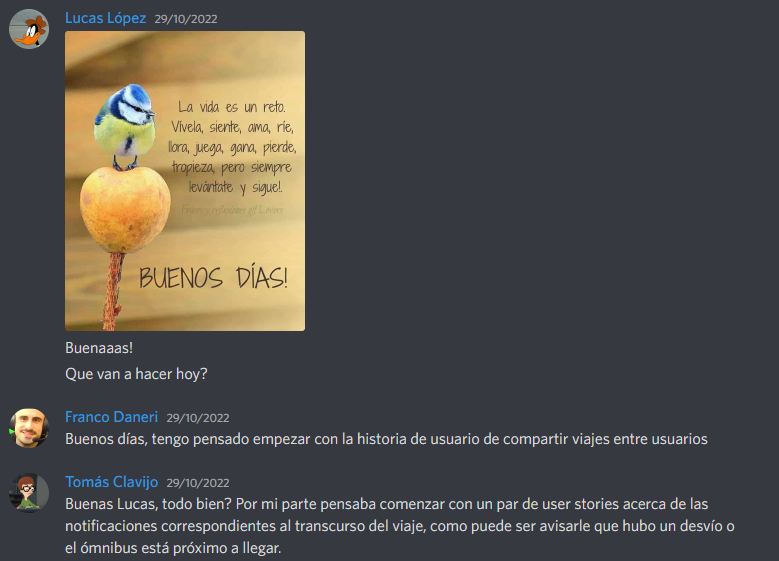 Lucas López 29/10/2022
La vida es un reto.
Vívela, siente, ama, ríe,
llora, juega, gana, pierde,
tropieza, pero siempre
levántate y sigue!.
BUENOS DÍAS!
Buenaaas!
Que van a hacer hoy?
Franco Daneri 29/10/2022
Buenos días, tengo pensado empezar con la historia de usuario de compartir viajes entre usuarios
Tomás Clavijo 29/10/2022
Buenas Lucas, todo bien? Por mi parte pensaba comenzar con un par de user stories acerca de las
notificaciones correspondientes al transcurso del viaje, como puede ser avisarle que hubo un desvío o
el ómnibus está próximo a llegar.